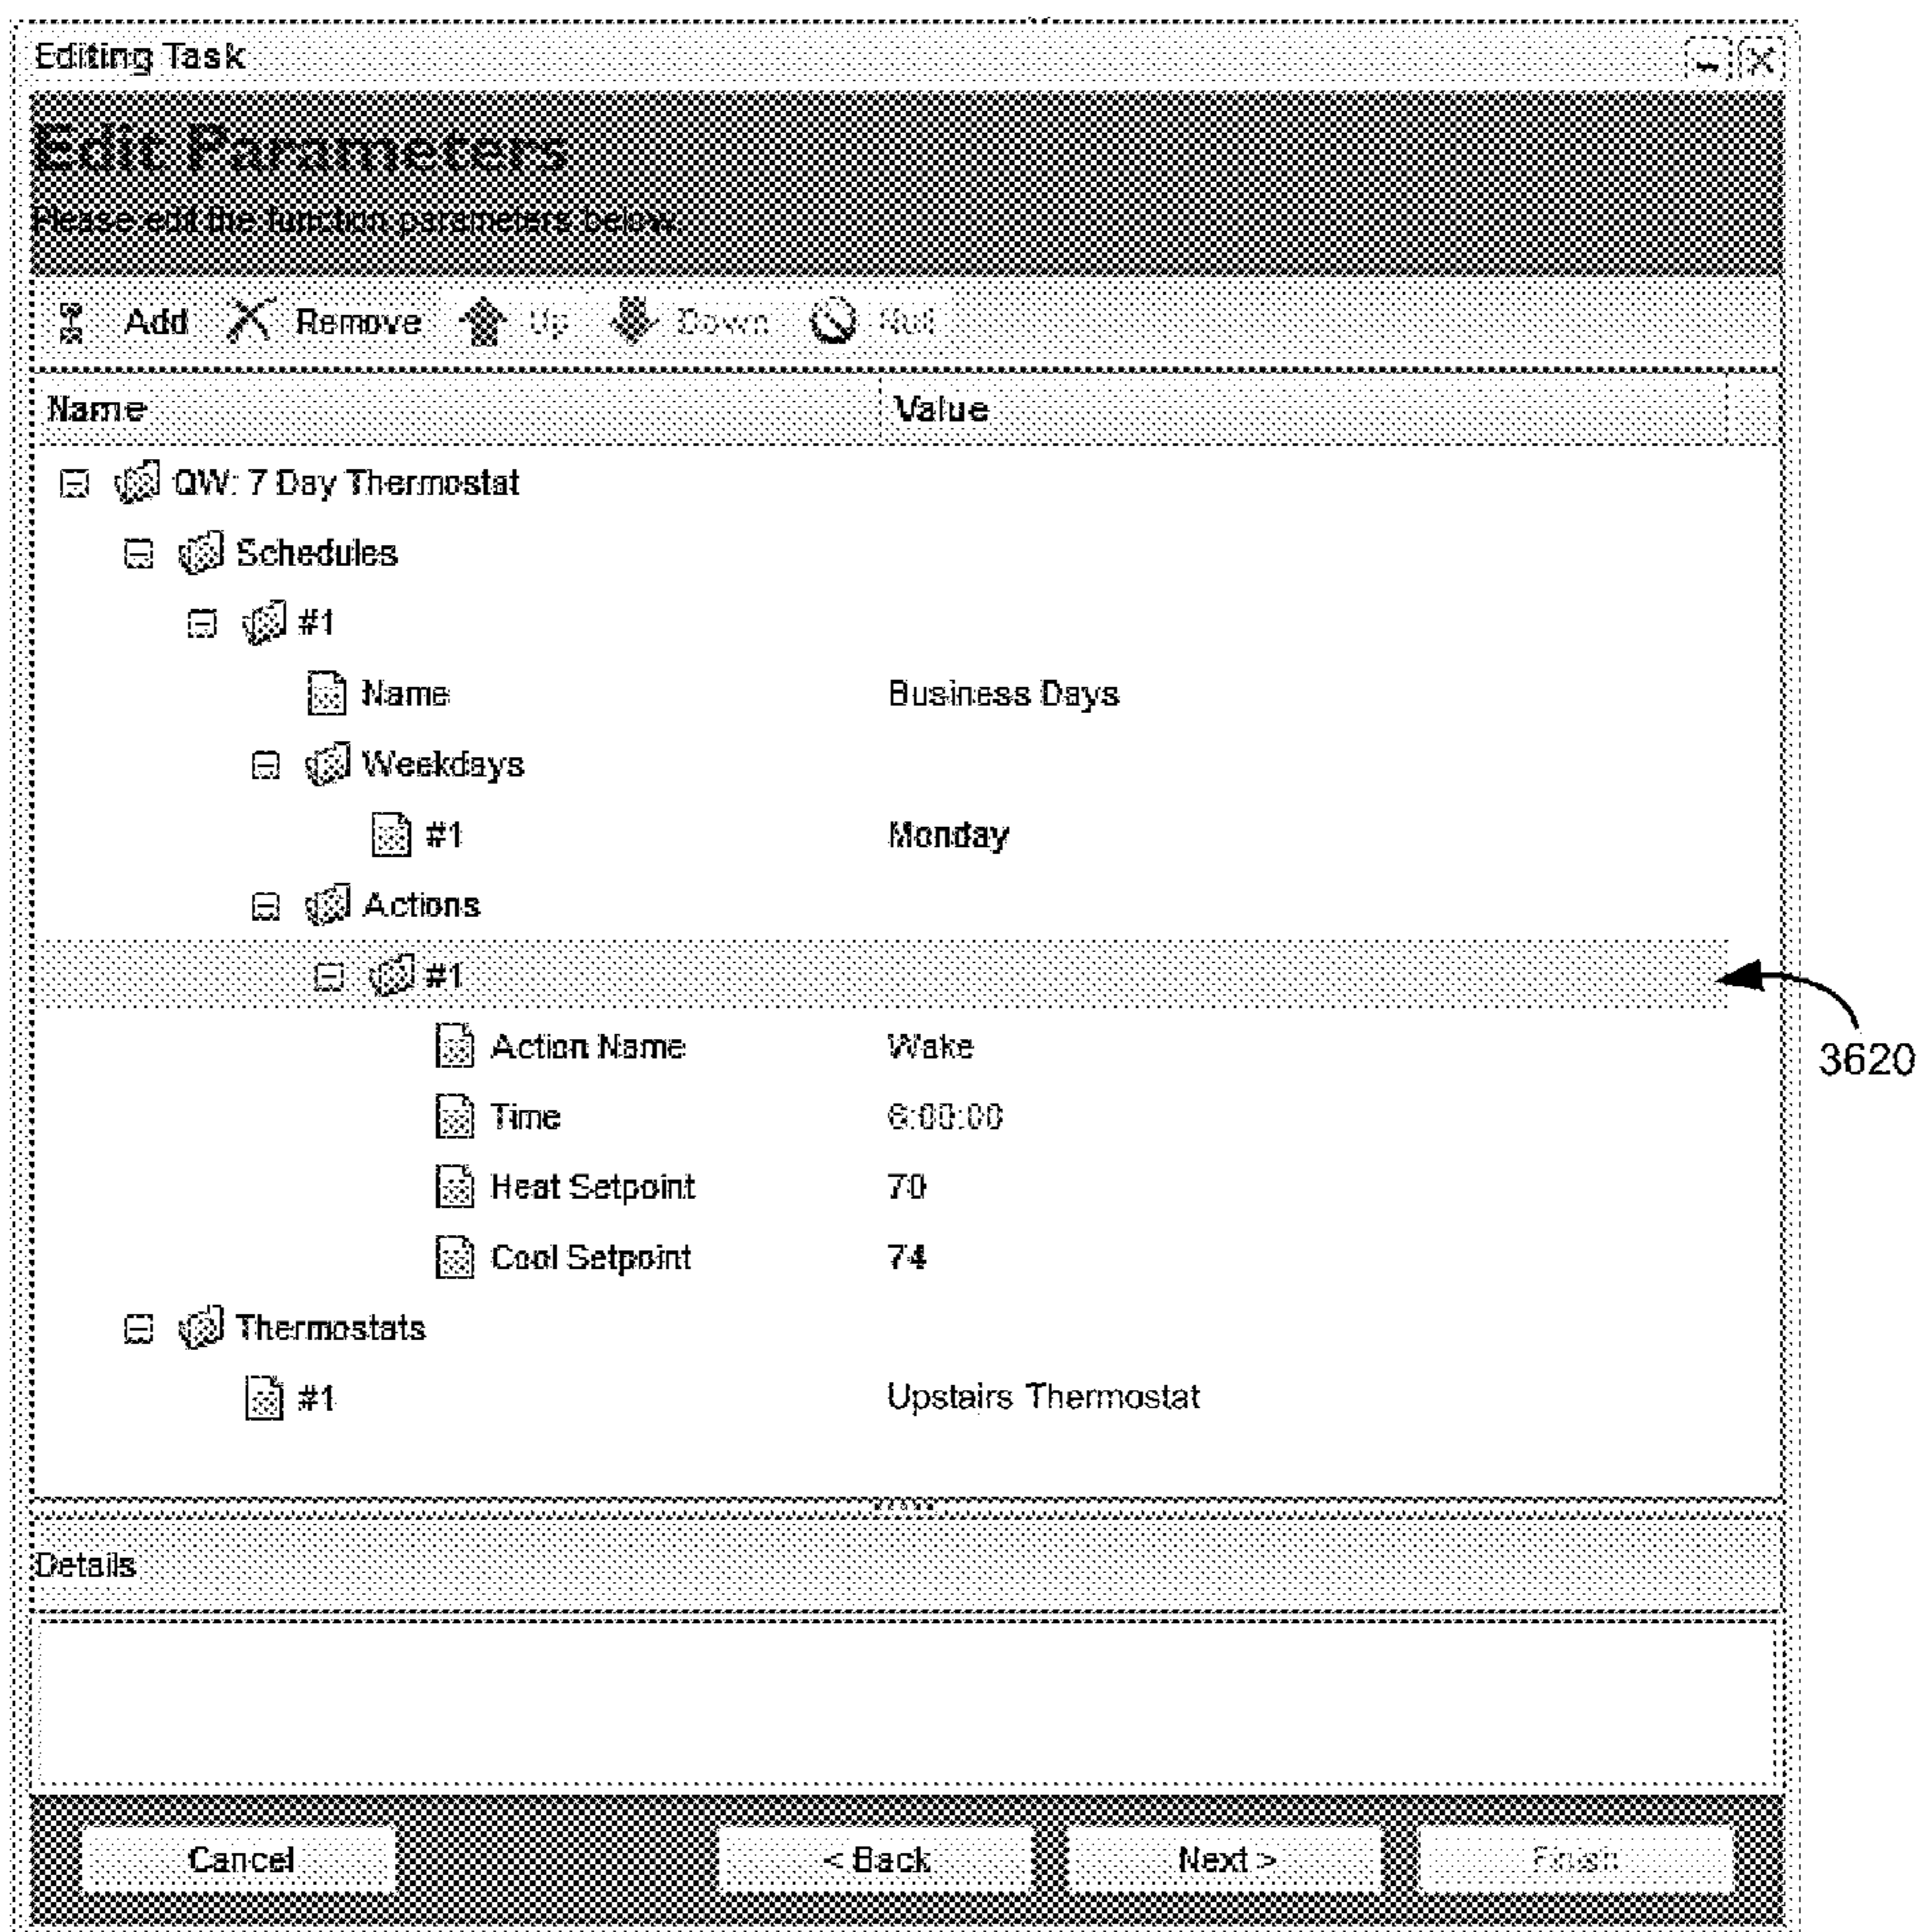 Editing Task
Edit Parameters
Please edit the function parameters below.
Add Remove Up Down Null
Name Value
QW: 7 Day Thermostat
Schedules
#1
Name Business Days
Weekdays
#1 Monday
Actions
#1
3620
Action Name Wake
Time 6:00:00
Heat Setpoint 70
Cool Setpoint 74
Thermostats
#1 Upstairs Thermostat
Details
Cancel < Back Next > Finish